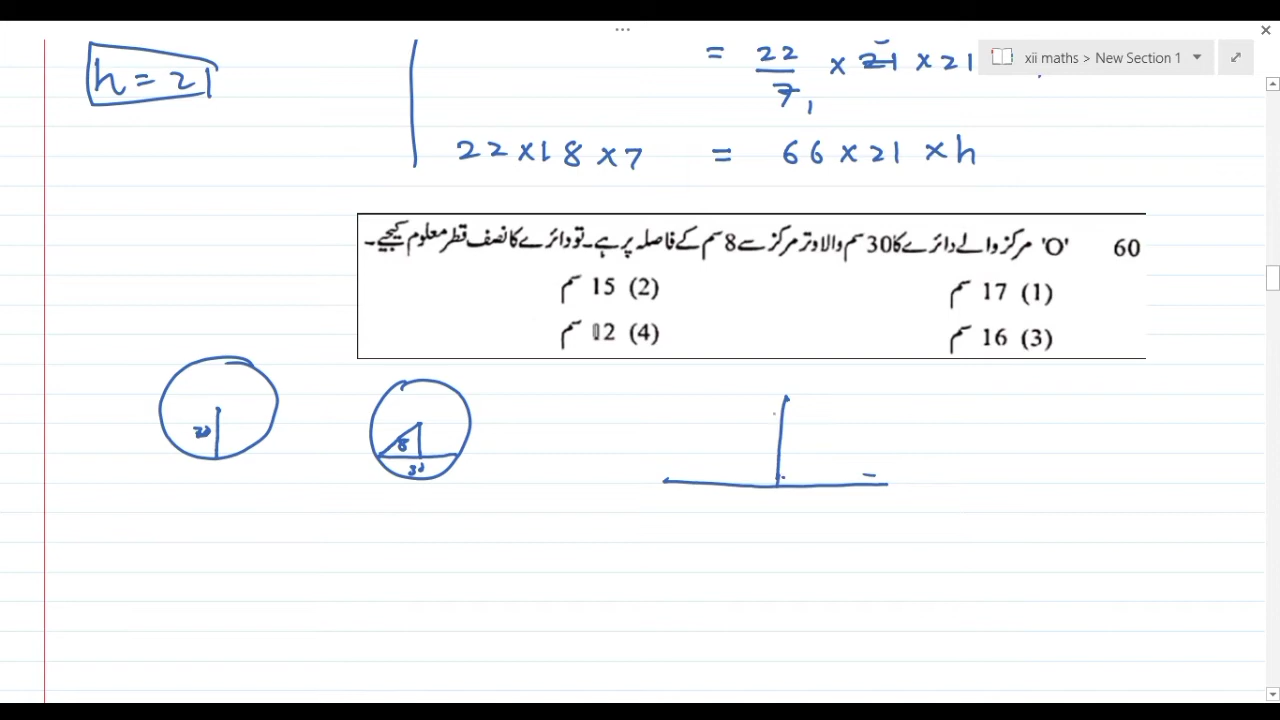 ...
xii maths > New Section 1
h = 21
= 22/7 × 21 × 21
22 × 18 × 7 = 66 × 21 × h
60 'O' مرکز والے دائرے کا 30 سم والا وتر مرکز سے 8 سم کے فاصلہ پر ہے۔ تو دائرے کا نصف قطر معلوم کیجیے۔
(1) 17 سم (2) 15 سم
(3) 16 سم (4) 02 سم
8
30